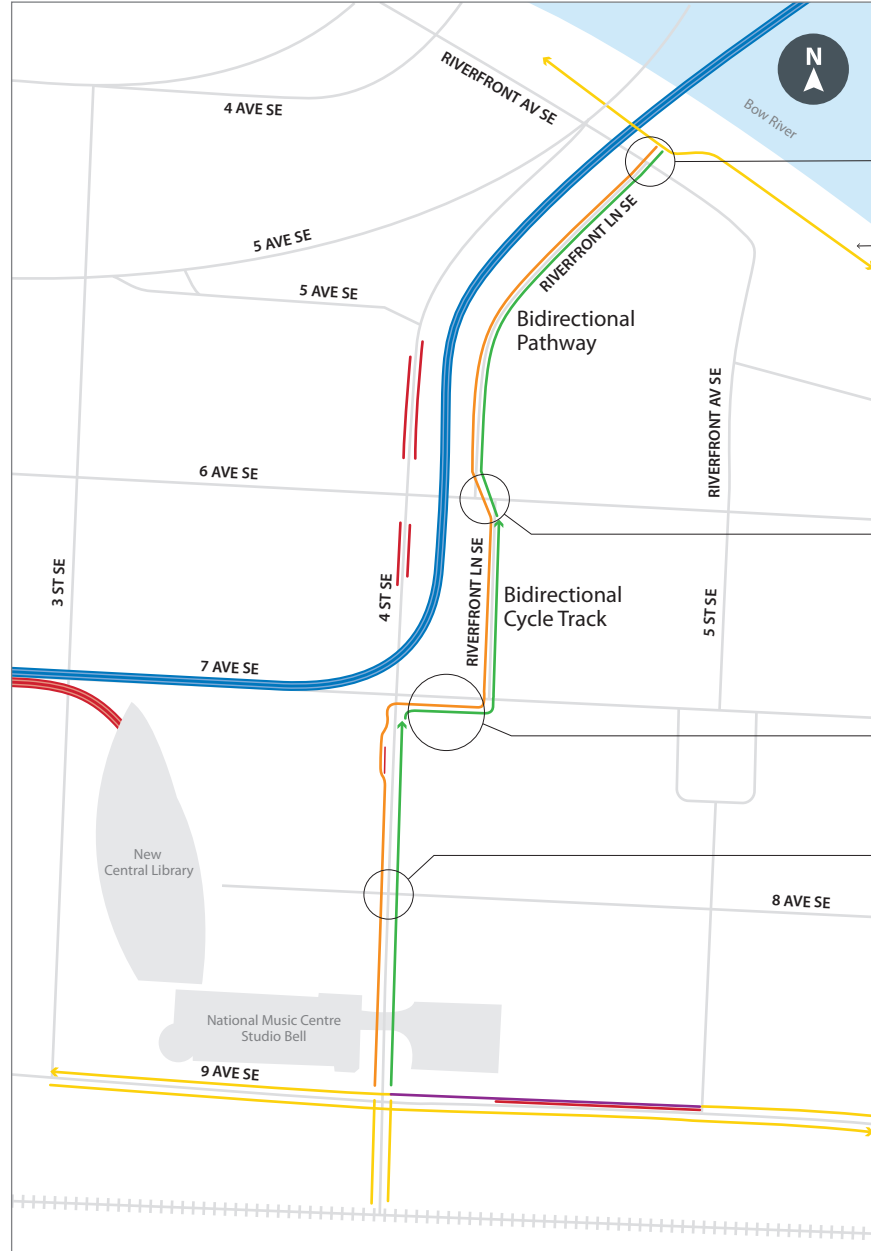 N
RIVERFRONT AV SE
4 AVE SE
Bow River
5 AVE SE
RIVERFRONT LN SE
5 AVE SE
Bidirectional
Pathway
RIVERFRONT AV SE
6 AVE SE
3 ST SE
4 ST SE
RIVERFRONT LN SE
Bidirectional
Cycle Track
5 ST SE
7 AVE SE
New
Central Library
8 AVE SE
National Music Centre
Studio Bell
9 AVE SE